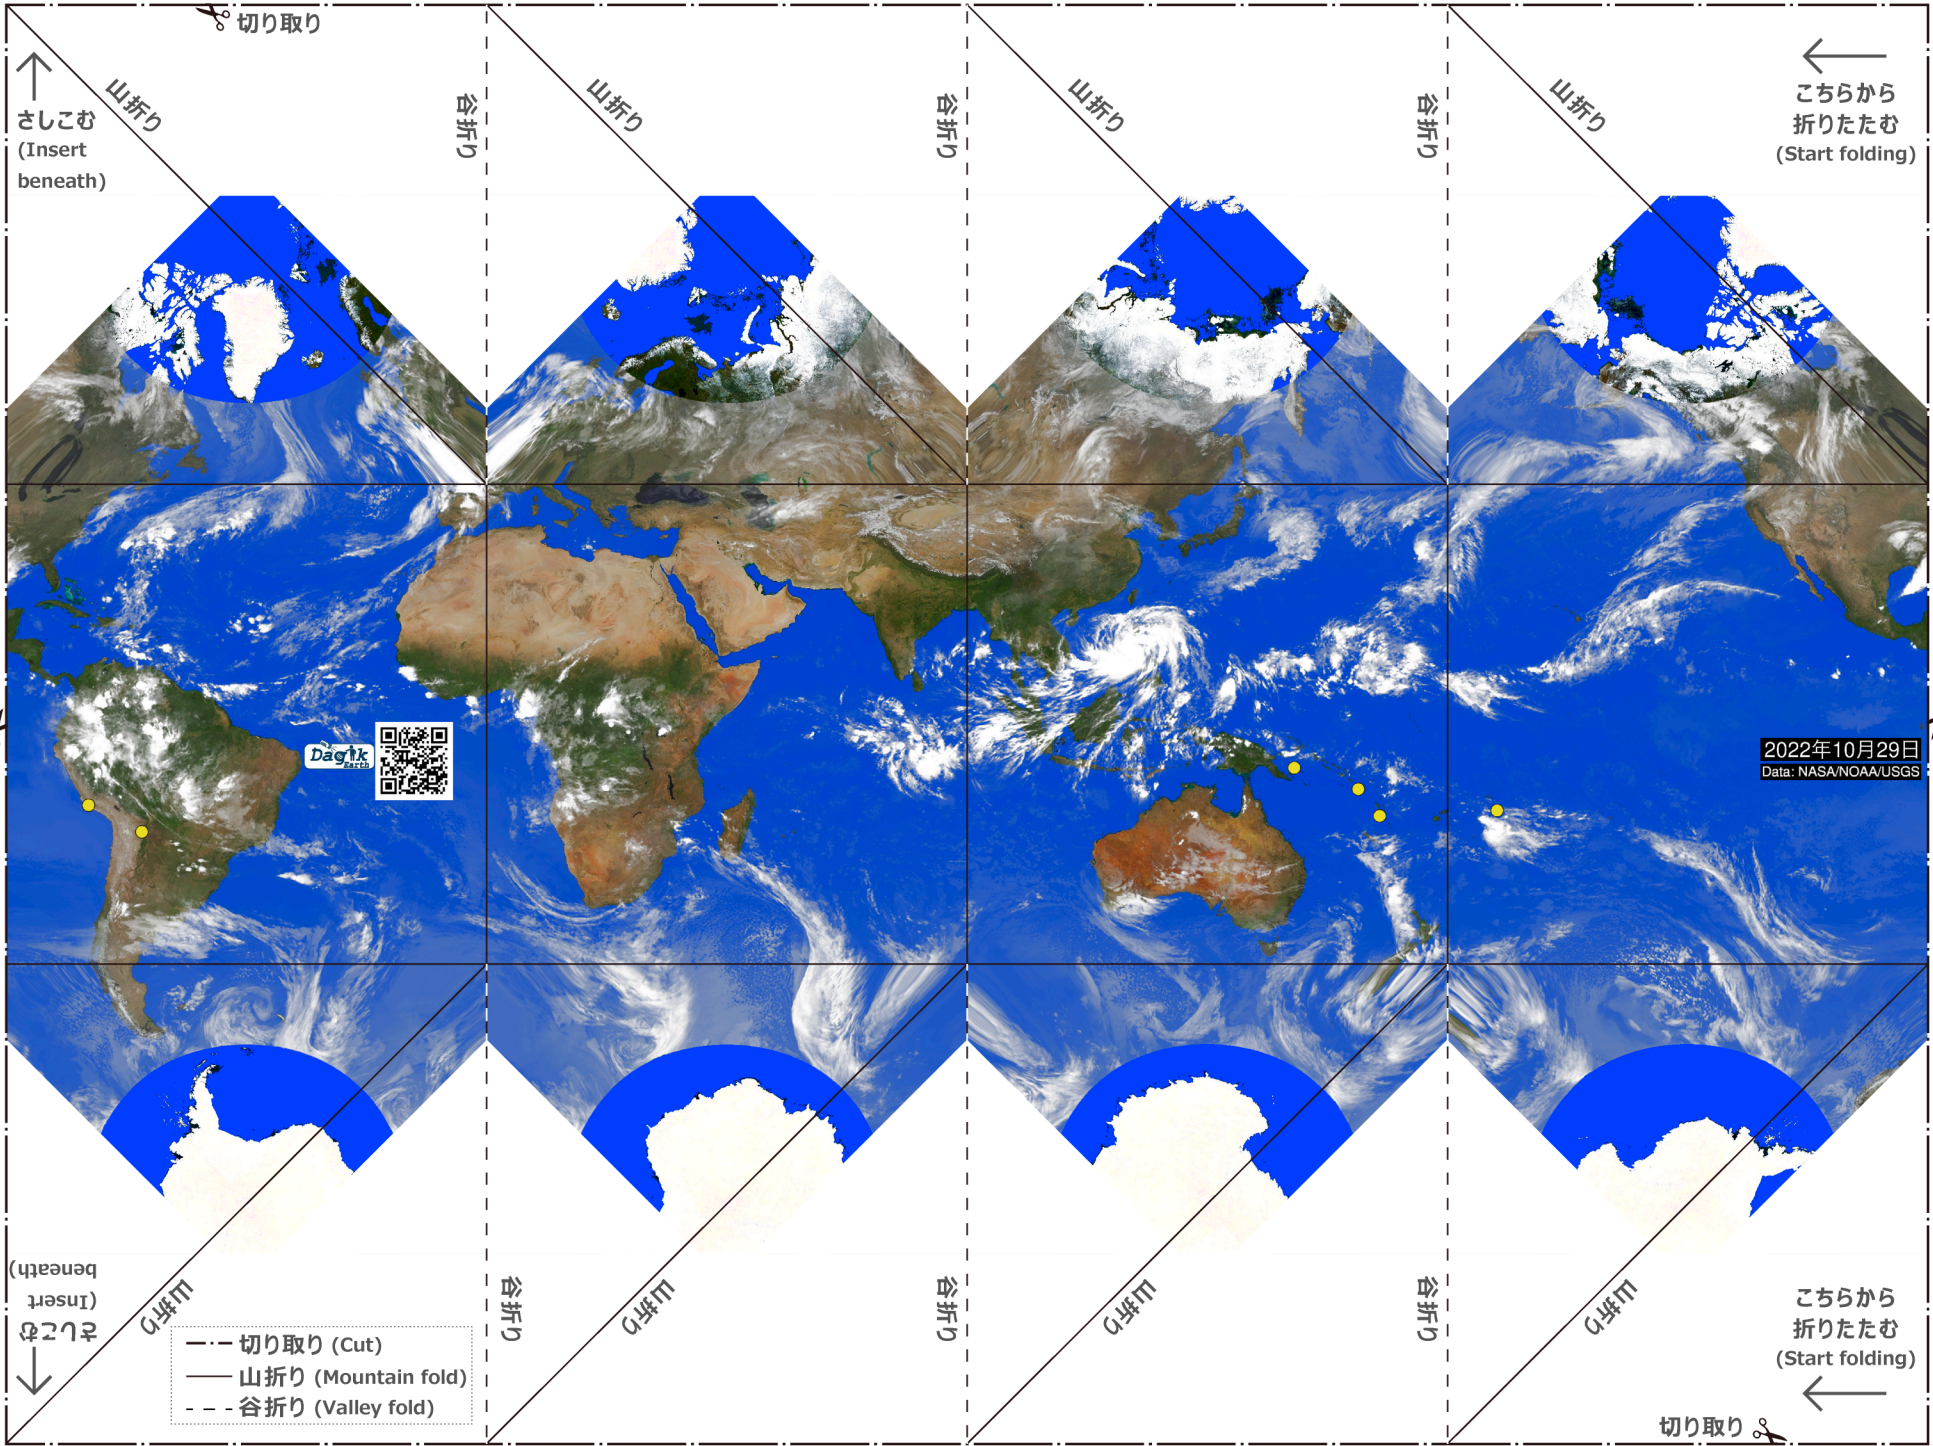 切り取り
さしこむ
(Insert
beneath)
山折り
谷折り
山折り
谷折り
山折り
谷折り
山折り
こちらから
折りたたむ
(Start folding)
Dagik
Earth
2022年10月29日
Data: NASA/NOAA/USGS
さしこむ
(Insert
beneath)
山折り
谷折り
山折り
谷折り
山折り
谷折り
山折り
こちらから
折りたたむ
(Start folding)
切り取り (Cut)
山折り (Mountain fold)
谷折り (Valley fold)
切り取り